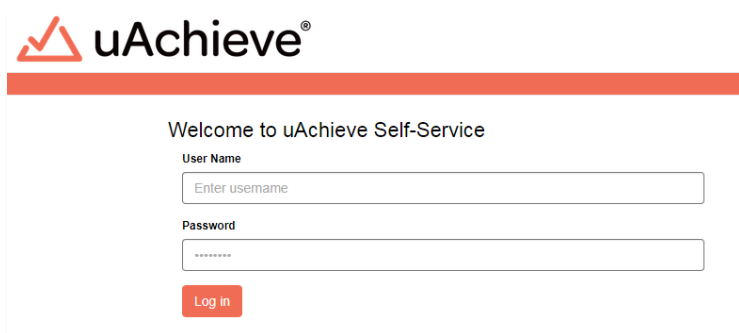 uAchieve®
Welcome to uAchieve Self-Service
User Name
Enter username
Password
········
Log in